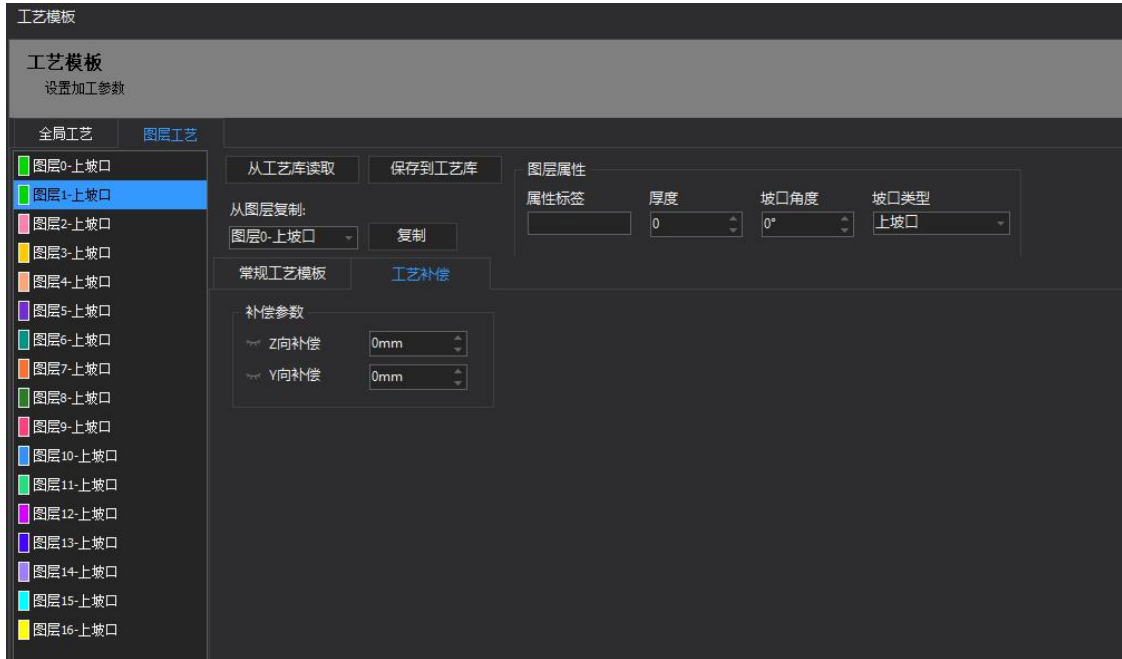 工艺模板
工艺模板
设置加工参数
全局工艺 图层工艺
图层0-上坡口
图层1-上坡口
图层2-上坡口
图层3-上坡口
图层4-上坡口
图层5-上坡口
图层6-上坡口
图层7-上坡口
图层8-上坡口
图层9-上坡口
图层10-上坡口
图层11-上坡口
图层12-上坡口
图层13-上坡口
图层14-上坡口
图层15-上坡口
图层16-上坡口
从工艺库读取 保存到工艺库
从图层复制:
图层0-上坡口 复制
图层属性
属性标签 厚度 坡口角度 坡口类型
0 0° 上坡口
常规工艺模板 工艺补偿
补偿参数
Z向补偿 0mm
Y向补偿 0mm